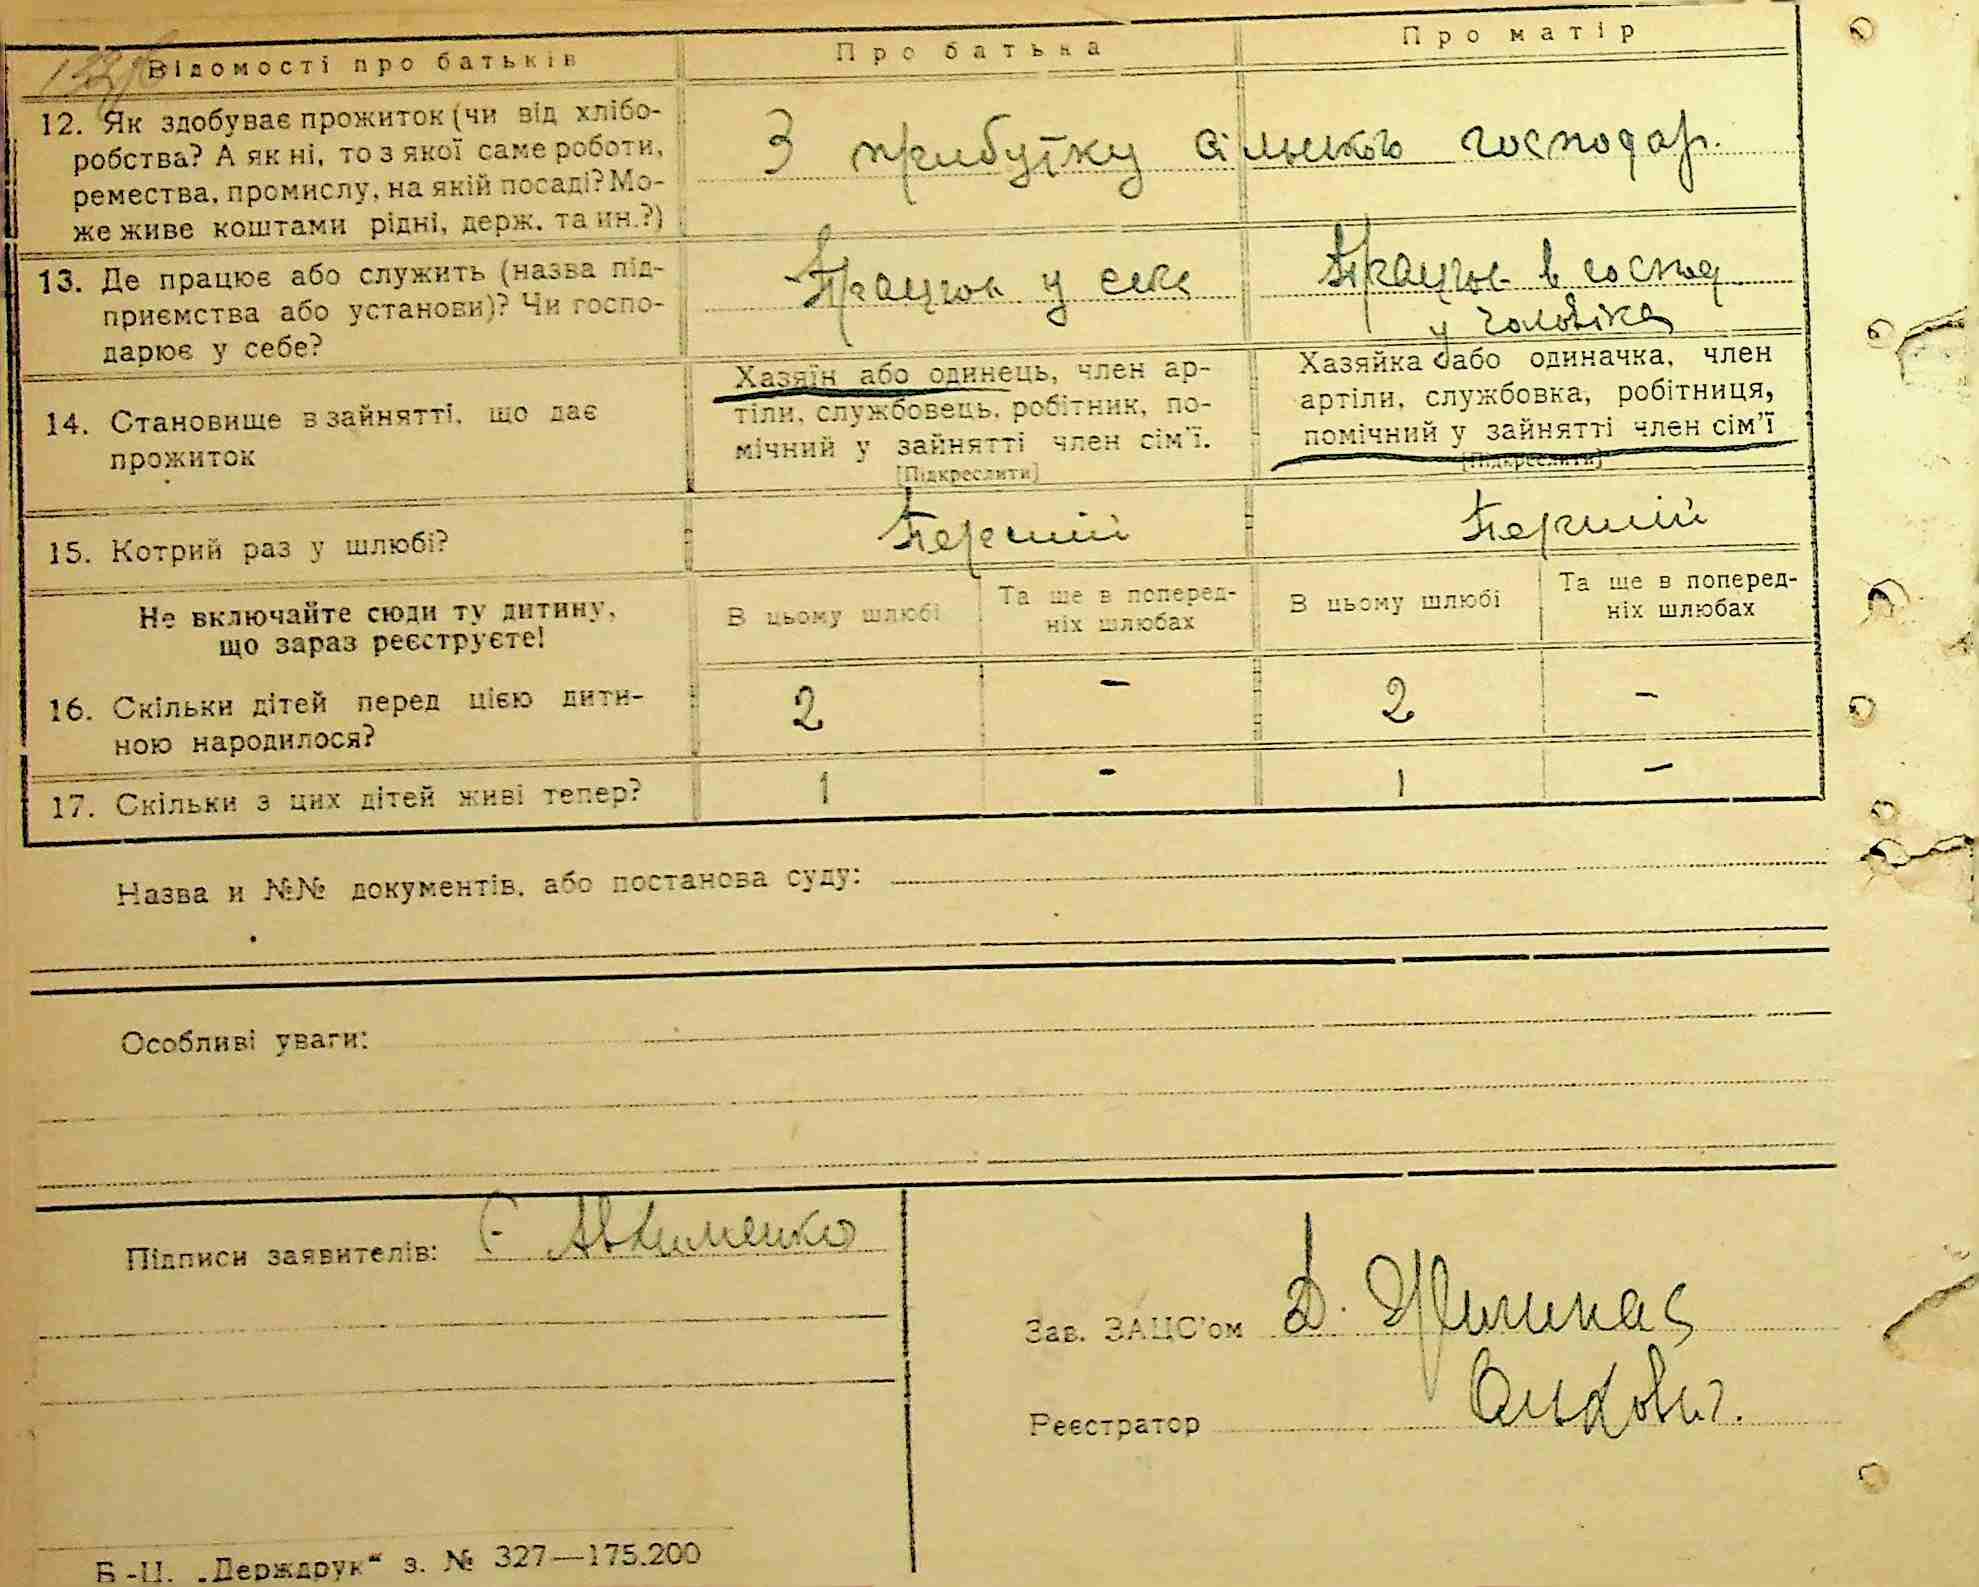 Відомості про батьків Про батька Про матір
12. Як здобуває прожиток (чи від хлібо-
робства? А як ні, то з якої саме роботи,
ремества, промислу, на якій посаді? Мо-
же живе коштами рідні, держ. та ин.?)
З прибутку сільського господар.
13. Де працює або служить (назва під-
приємства або установи)? Чи госпо-
дарює у себе?
Працює у себе
Працює в господ
у чоловіка
14. Становище в зайнятті, що дає
прожиток
Хазяїн або одинець, член ар-
тіли, службовець, робітник, по-
мічний у зайнятті член сім'ї.
[Підкреслити]
Хазяйка або одиначка, член
артіли, службовка, робітниця,
помічний у зайнятті член сім'ї
[Підкреслити]
15. Котрий раз у шлюбі? Перший Перший
Не включайте сюди ту дитину,
що зараз реєструєте!
В цьому шлюбі
Та ще в поперед-
ніх шлюбах
В цьому шлюбі
Та ще в поперед-
ніх шлюбах
16. Скільки дітей перед цією дити-
ною народилося?
2 - 2 -
17. Скільки з цих дітей живі тепер? 1 - 1 -
Назва и №№ документів, або постанова суду:
Особливі уваги:
Підписи заявителів: Авкименко
Зав. ЗАЦС'ом Д.
Реєстратор
Б.-Ц. „Держдрук" з. № 327—175.200